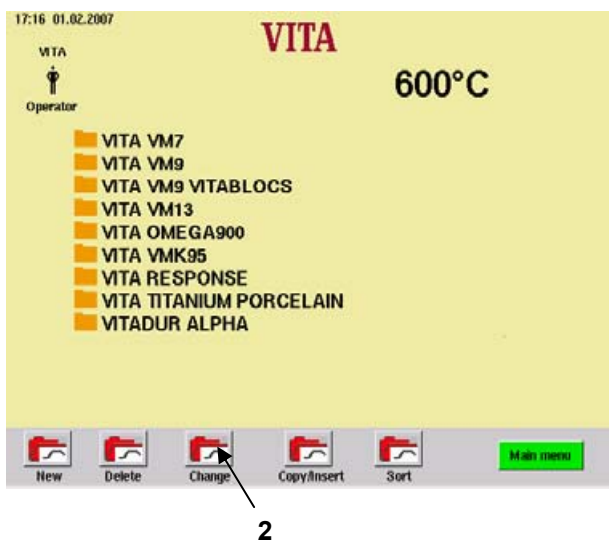 17:16 01.02.2007
VITA
VITA
600°C
Operator
VITA VM7
VITA VM9
VITA VM9 VITABLOCS
VITA VM13
VITA OMEGA900
VITA VMK95
VITA RESPONSE
VITA TITANIUM PORCELAIN
VITADUR ALPHA
New Delete Change Copy/Insert Sort Main menu
2